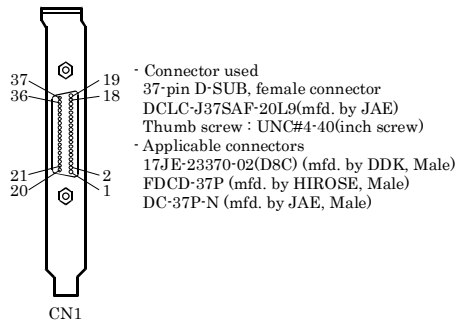 37
36
19
18
21
20
2
1
CN1
- Connector used
37-pin D-SUB, female connector
DCLC-J37SAF-20L9(mfd. by JAE)
Thumb screw : UNC#4-40(inch screw)
- Applicable connectors
17JE-23370-02(D8C) (mfd. by DDK, Male)
FDCD-37P (mfd. by HIROSE, Male)
DC-37P-N (mfd. by JAE, Male)